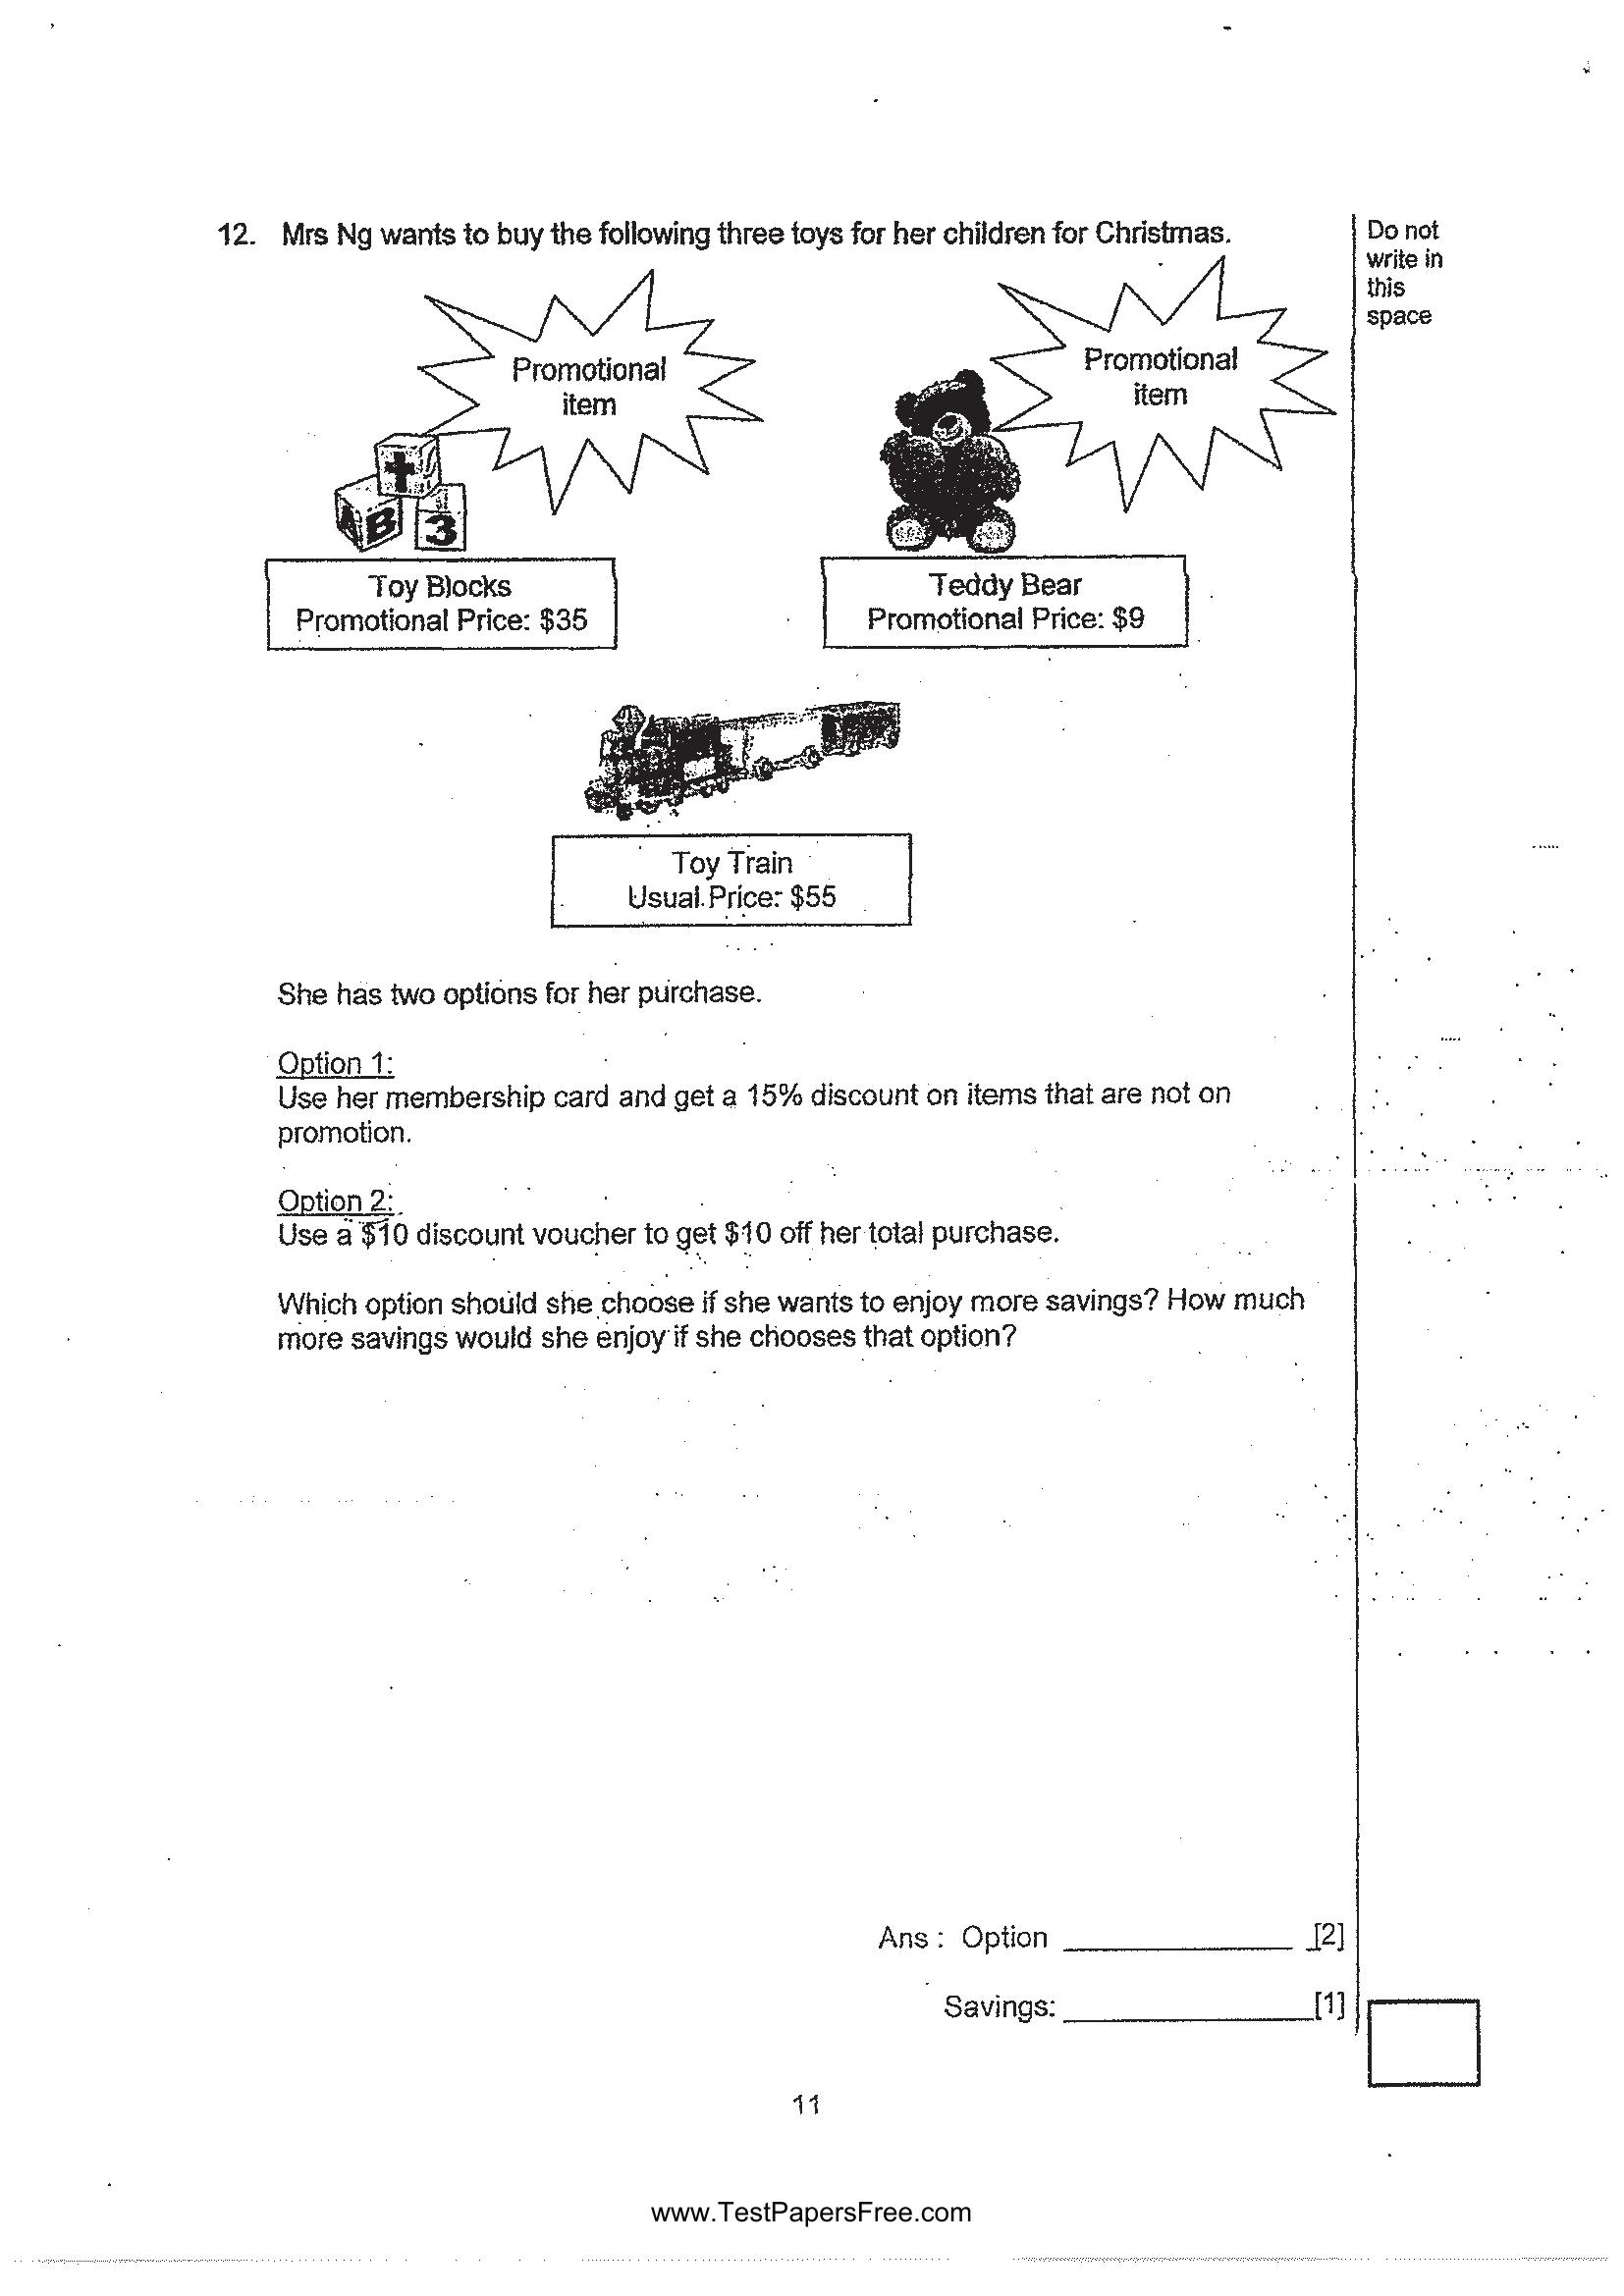 12. Mrs Ng wants to buy the following three toys for her children for Christmas.
Do not
write in
this
space
Promotional
item
Promotional
item
A B 3
Toy Blocks
Promotional Price: $35
Teddy Bear
Promotional Price: $9
Toy Train
Usual Price: $55
She has two options for her purchase.
Option 1:
Use her membership card and get a 15% discount on items that are not on
promotion.
Option 2:
Use a $10 discount voucher to get $10 off her total purchase.
Which option should she choose if she wants to enjoy more savings? How much
more savings would she enjoy if she chooses that option?
Ans : Option ______________ [2]
Savings: ______________ [1]
11
www.TestPapersFree.com